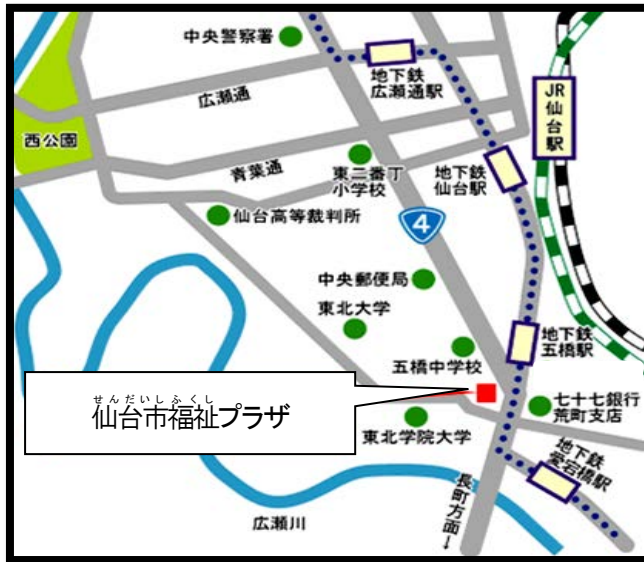 中央警察署
地下鉄
広瀬通駅
JR
仙台駅
広瀬通
西公園
青葉通
東二番丁
小学校
地下鉄
仙台駅
仙台高等裁判所
4
中央郵便局
東北大学
地下鉄
五橋駅
五橋中学校
せんだいしふくし
仙台市福祉プラザ
七十七銀行
荒町支店
東北学院大学
地下鉄
愛宕橋駅
長町方面→
広瀬川